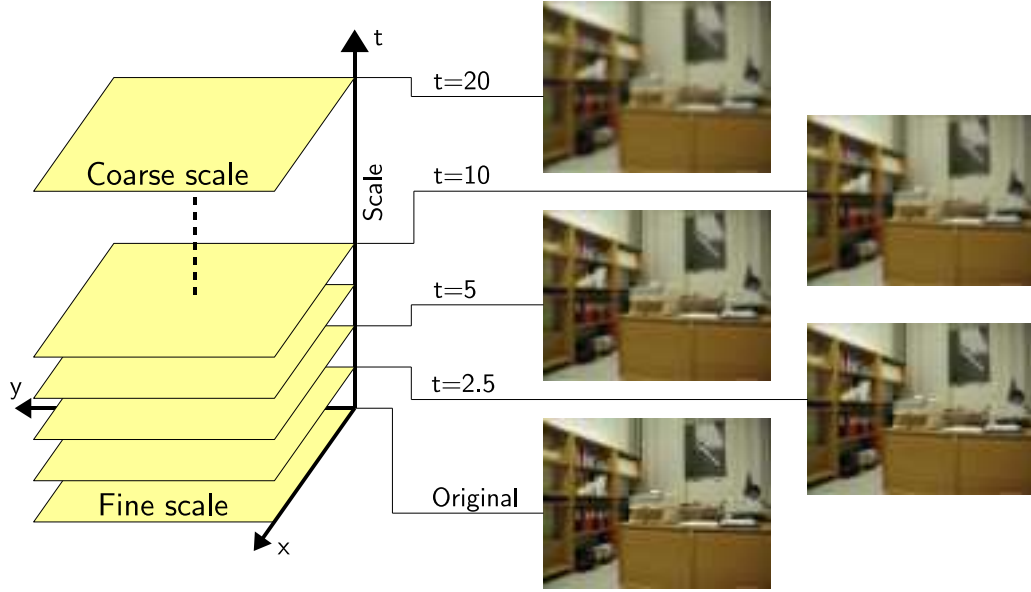 t
t=20
Coarse scale
Scale
t=10
t=5
y
t=2.5
Fine scale
Original
x